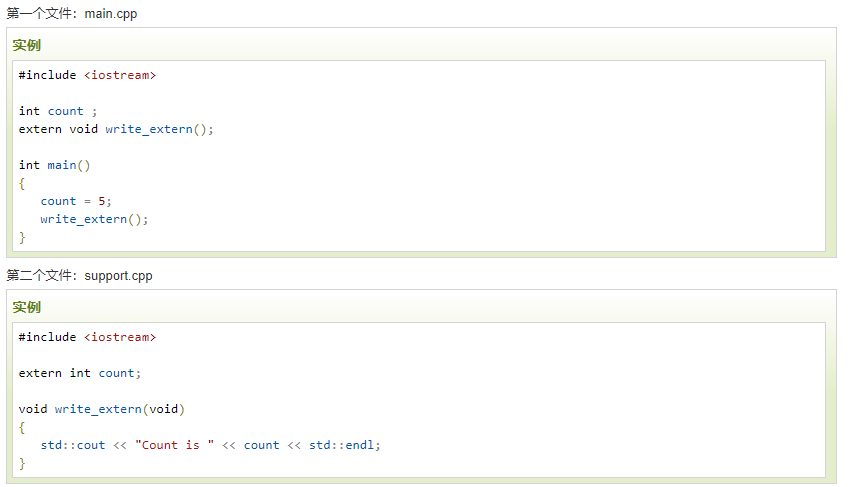 第一个文件：main.cpp
实例
#include <iostream>

int count ;
extern void write_extern();

int main()
{
   count = 5;
   write_extern();
}
第二个文件：support.cpp
实例
#include <iostream>

extern int count;

void write_extern(void)
{
   std::cout << "Count is " << count << std::endl;
}